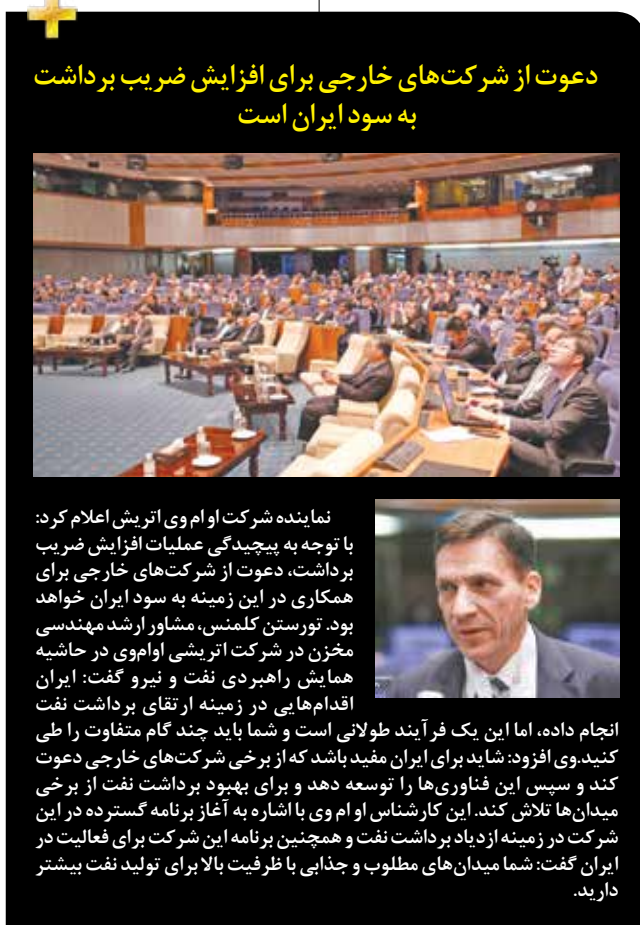 دعوت از شرکت‌های خارجی برای افزایش ضریب برداشت
به سود ایران است
نماینده شرکت او ام وی اتریش اعلام کرد:
با توجه به پیچیدگی عملیات افزایش ضریب
برداشت، دعوت از شرکت‌های خارجی برای
همکاری در این زمینه به سود ایران خواهد
بود. تورستن کلمنس، مشاور ارشد مهندسی
مخزن در شرکت اتریشی اوام‌وی در حاشیه
همایش راهبردی نفت و نیرو گفت: ایران
اقدام‌هایی در زمینه ارتقای برداشت نفت
انجام داده، اما این یک فرآیند طولانی است و شما باید چند گام متفاوت را طی
کنید.وی افزود: شاید برای ایران مفید باشد که از برخی شرکت‌های خارجی دعوت
کند و سپس این فناوری‌ها را توسعه دهد و برای بهبود برداشت نفت از برخی
میدان‌ها تلاش کند. این کارشناس او ام وی با اشاره به آغاز برنامه گسترده در این
شرکت در زمینه ازدیاد برداشت نفت و همچنین برنامه این شرکت برای فعالیت در
ایران گفت: شما میدان‌های مطلوب و جذابی با ظرفیت بالا برای تولید نفت بیشتر
دارید.